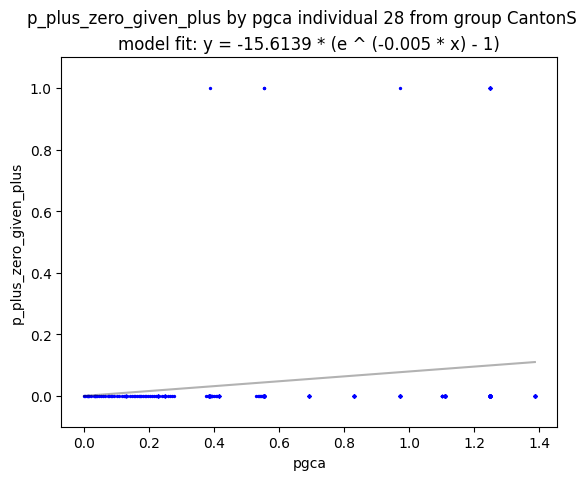 p_plus_zero_given_plus by pgca individual 28 from group CantonS
model fit: y = -15.6139 * (e ^ (-0.005 * x) - 1)
1.0
0.8
0.6
0.4
0.2
0.0
p_plus_zero_given_plus
0.0 0.2 0.4 0.6 0.8 1.0 1.2 1.4
pgca